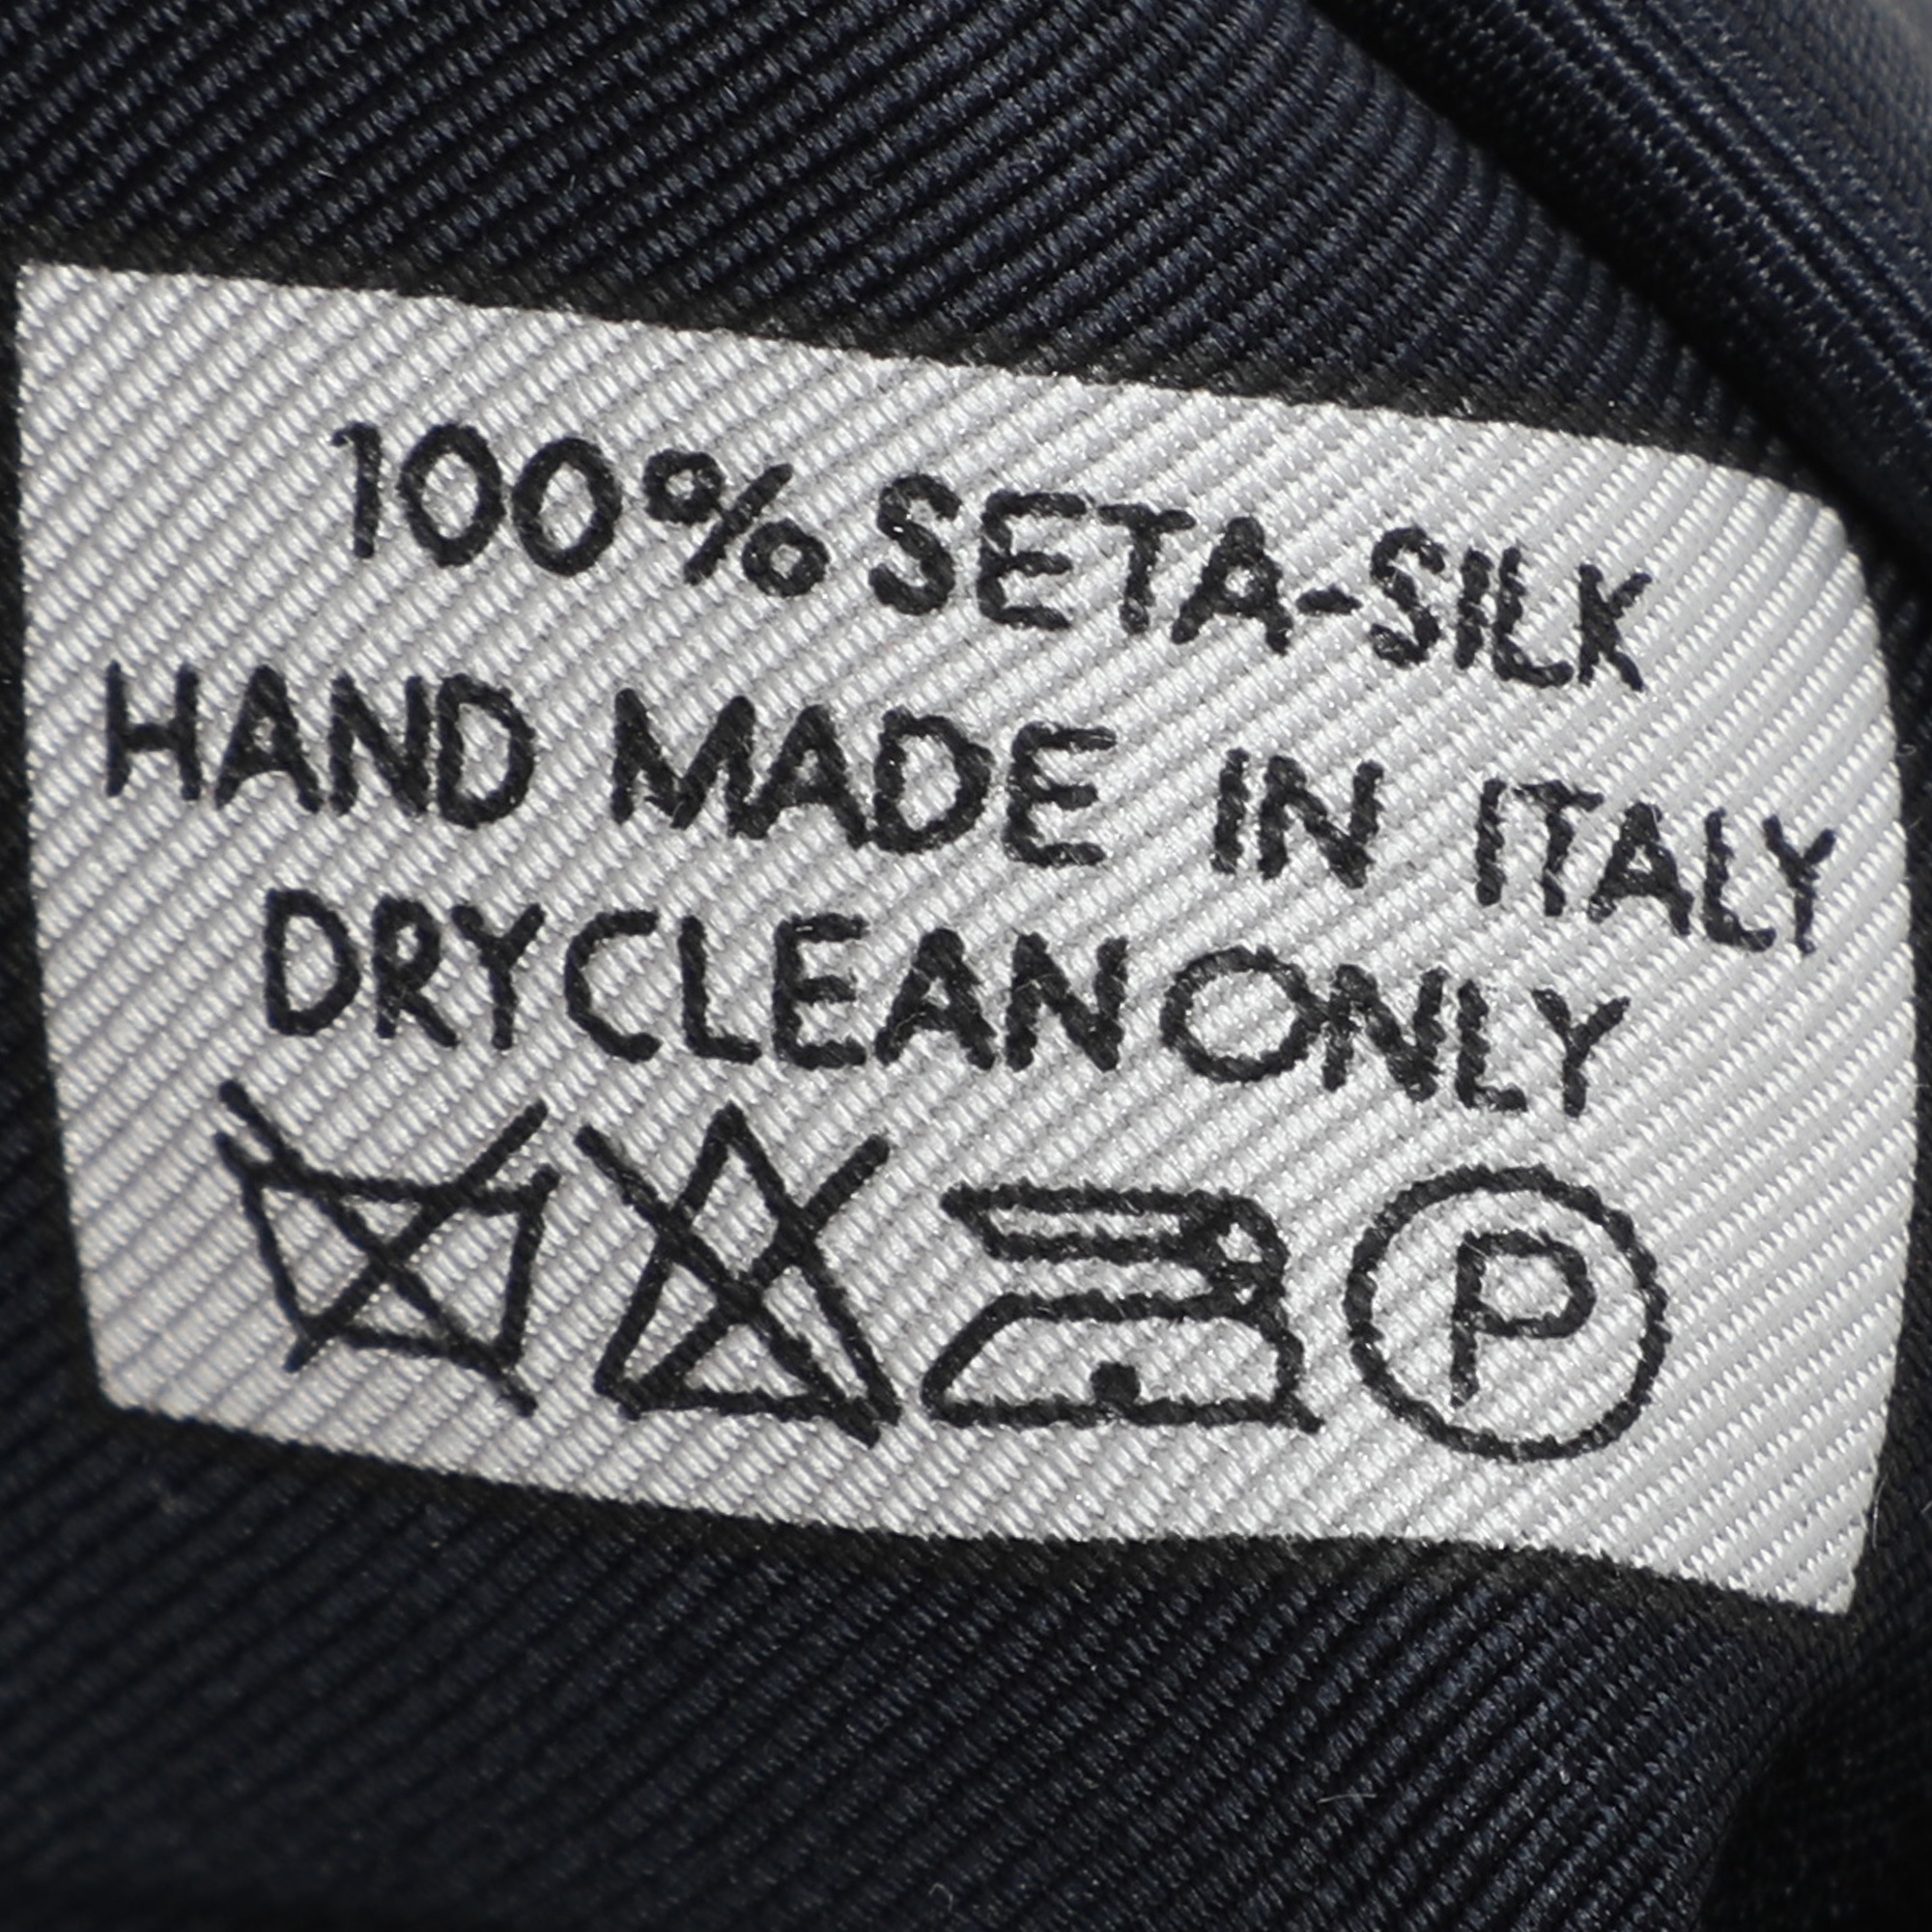 100% SETA-SILK
HAND MADE IN ITALY
DRY CLEAN ONLY
P